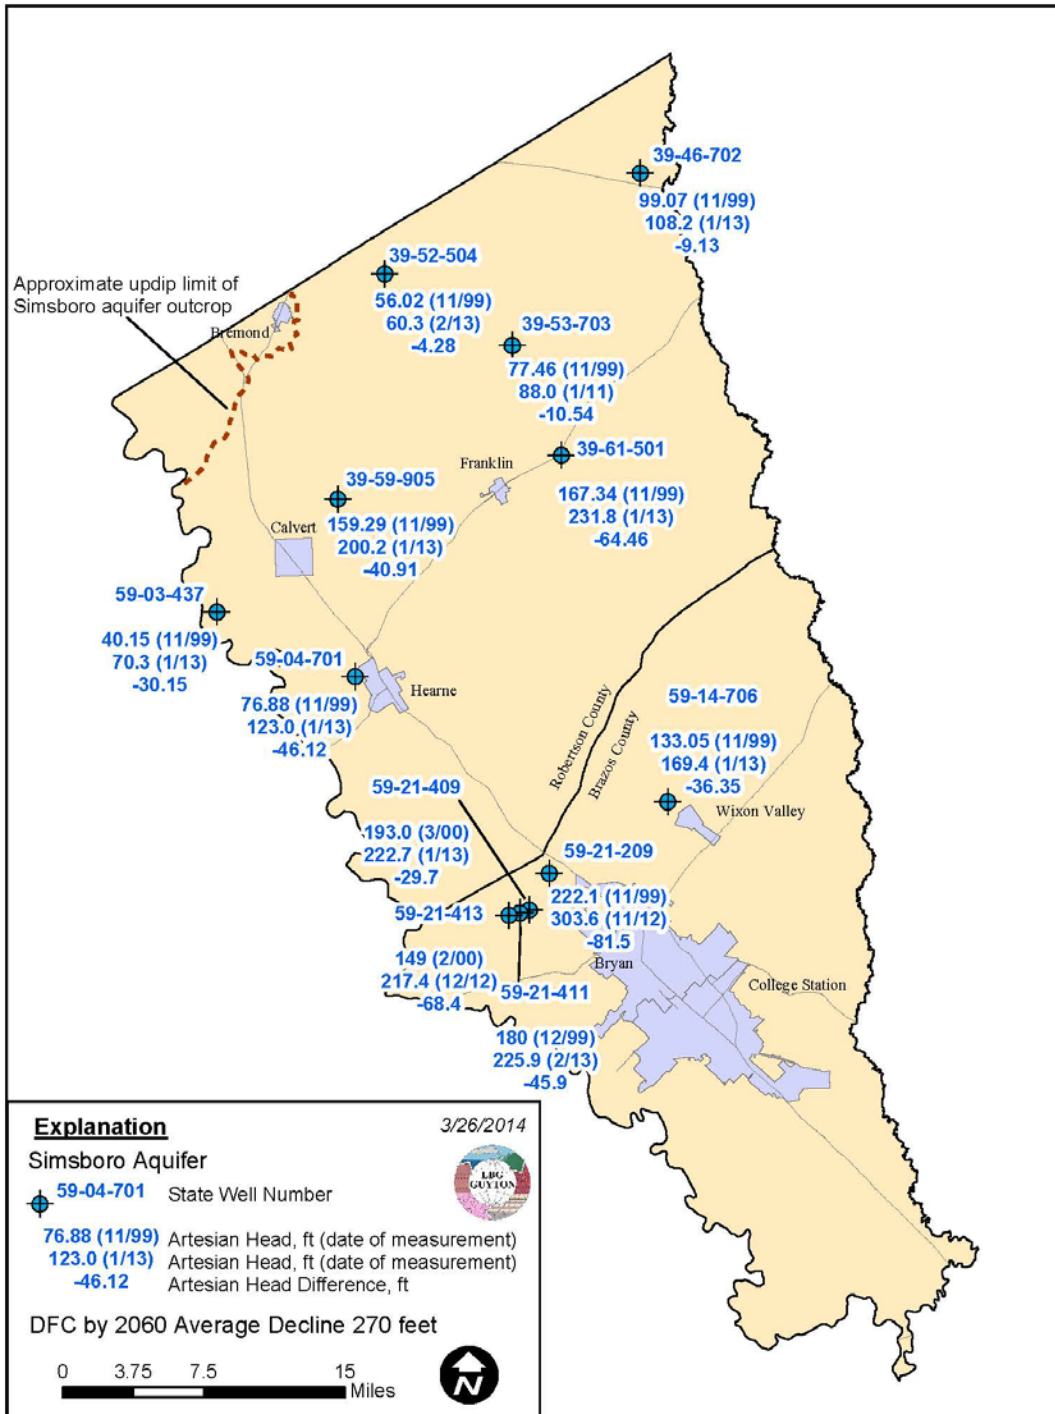 39-46-702
99.07 (11/99)
108.2 (1/13)
-9.13
39-52-504
56.02 (11/99)
60.3 (2/13)
-4.28
Approximate updip limit of
Simsboro aquifer outcrop
Bremond
39-53-703
77.46 (11/99)
88.0 (1/11)
-10.54
39-61-501
167.34 (11/99)
231.8 (1/13)
-64.46
Franklin
39-59-905
159.29 (11/99)
200.2 (1/13)
-40.91
Calvert
59-03-437
40.15 (11/99)
70.3 (1/13)
-30.15
59-04-701
76.88 (11/99)
123.0 (1/13)
-46.12
Hearne
Robertson County
Brazos County
59-14-706
133.05 (11/99)
169.4 (1/13)
-36.35
Wixon Valley
59-21-409
193.0 (3/00)
222.7 (1/13)
-29.7
59-21-209
222.1 (11/99)
303.6 (11/12)
-81.5
59-21-413
149 (2/00)
217.4 (12/12)
-68.4
Bryan
College Station
59-21-411
180 (12/99)
225.9 (2/13)
-45.9
Explanation
3/26/2014
Simsboro Aquifer
LBG
GUYTON
59-04-701 State Well Number
76.88 (11/99) Artesian Head, ft (date of measurement)
123.0 (1/13) Artesian Head, ft (date of measurement)
-46.12 Artesian Head Difference, ft
DFC by 2060 Average Decline 270 feet
0 3.75 7.5 15
Miles
N